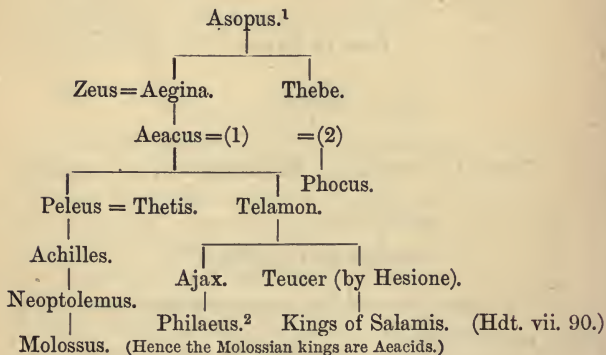 Asopus.¹
Zeus = Aegina. Thebe.
Aeacus = (1) = (2)
Phocus.
Peleus = Thetis. Telamon.
Achilles.
Ajax. Teucer (by Hesione).
Neoptolemus.
Philaeus.² Kings of Salamis. (Hdt. vii. 90.)
Molossus. (Hence the Molossian kings are Aeacids.)